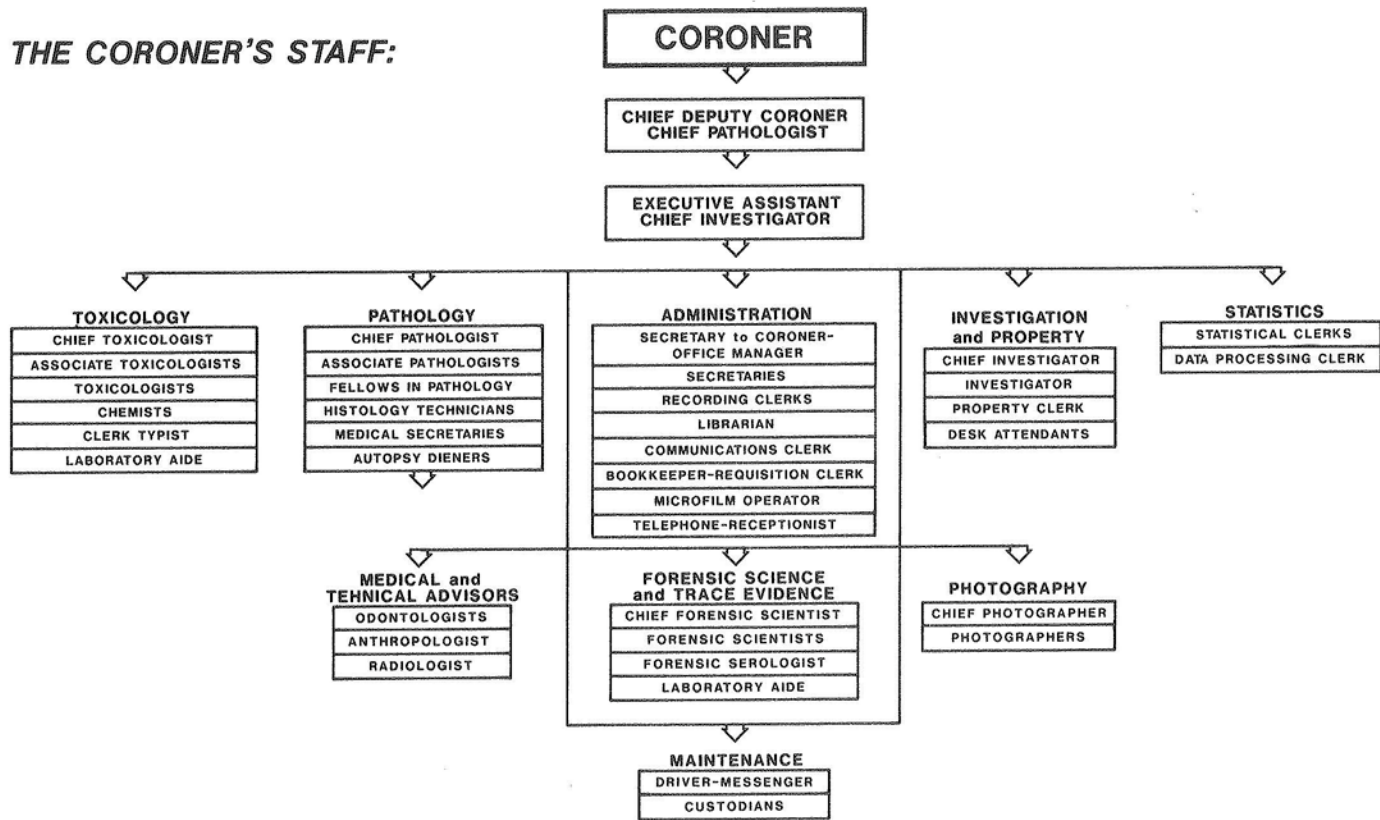 THE CORONER'S STAFF:
CORONER
CHIEF DEPUTY CORONER
CHIEF PATHOLOGIST
EXECUTIVE ASSISTANT
CHIEF INVESTIGATOR
TOXICOLOGY
CHIEF TOXICOLOGIST
ASSOCIATE TOXICOLOGISTS
TOXICOLOGISTS
CHEMISTS
CLERK TYPIST
LABORATORY AIDE
PATHOLOGY
CHIEF PATHOLOGIST
ASSOCIATE PATHOLOGISTS
FELLOWS IN PATHOLOGY
HISTOLOGY TECHNICIANS
MEDICAL SECRETARIES
AUTOPSY DIENERS
ADMINISTRATION
SECRETARY to CORONER-
OFFICE MANAGER
SECRETARIES
RECORDING CLERKS
LIBRARIAN
COMMUNICATIONS CLERK
BOOKKEEPER-REQUISITION CLERK
MICROFILM OPERATOR
TELEPHONE-RECEPTIONIST
INVESTIGATION
and PROPERTY
CHIEF INVESTIGATOR
INVESTIGATOR
PROPERTY CLERK
DESK ATTENDANTS
STATISTICS
STATISTICAL CLERKS
DATA PROCESSING CLERK
MEDICAL and
TEHNICAL ADVISORS
ODONTOLOGISTS
ANTHROPOLOGIST
RADIOLOGIST
FORENSIC SCIENCE
and TRACE EVIDENCE
CHIEF FORENSIC SCIENTIST
FORENSIC SCIENTISTS
FORENSIC SEROLOGIST
LABORATORY AIDE
PHOTOGRAPHY
CHIEF PHOTOGRAPHER
PHOTOGRAPHERS
MAINTENANCE
DRIVER-MESSENGER
CUSTODIANS